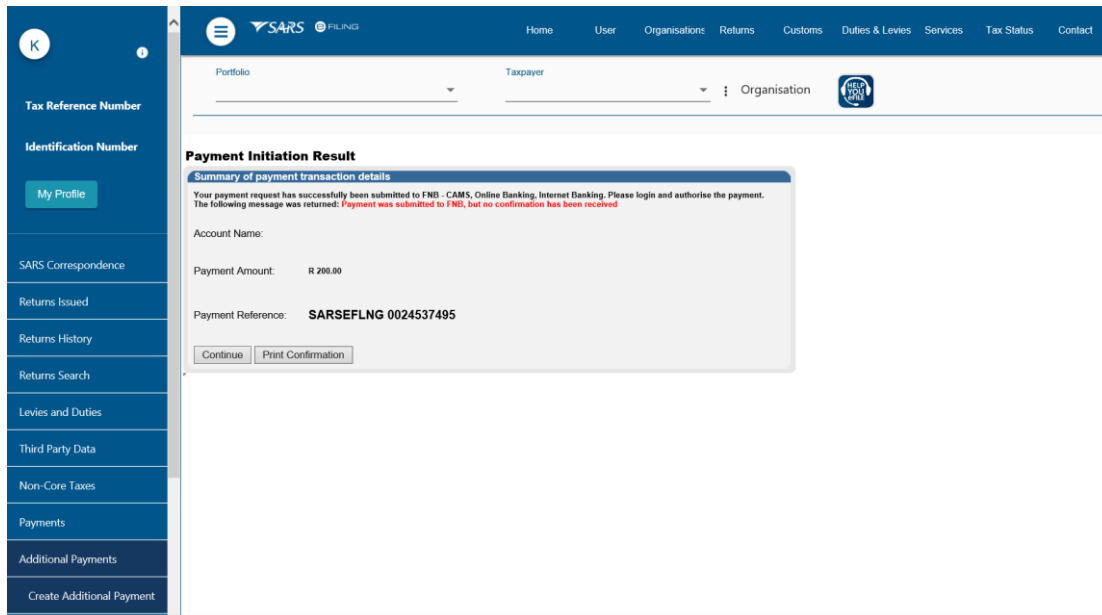 K
Tax Reference Number
Identification Number
My Profile
SARS Correspondence
Returns Issued
Returns History
Returns Search
Levies and Duties
Third Party Data
Non-Core Taxes
Payments
Additional Payments
Create Additional Payment
SARS eFILING
Home User Organisations Returns Customs Duties & Levies Services Tax Status Contact
Portfolio Taxpayer
Organisation
HELP YOU eFILE
Payment Initiation Result
Summary of payment transaction details
Your payment request has successfully been submitted to FNB - CAMS, Online Banking, Internet Banking. Please login and authorise the payment.
The following message was returned: Payment was submitted to FNB, but no confirmation has been received
Account Name:
Payment Amount: R 200.00
Payment Reference: SARSEFLNG 0024537495
Continue Print Confirmation